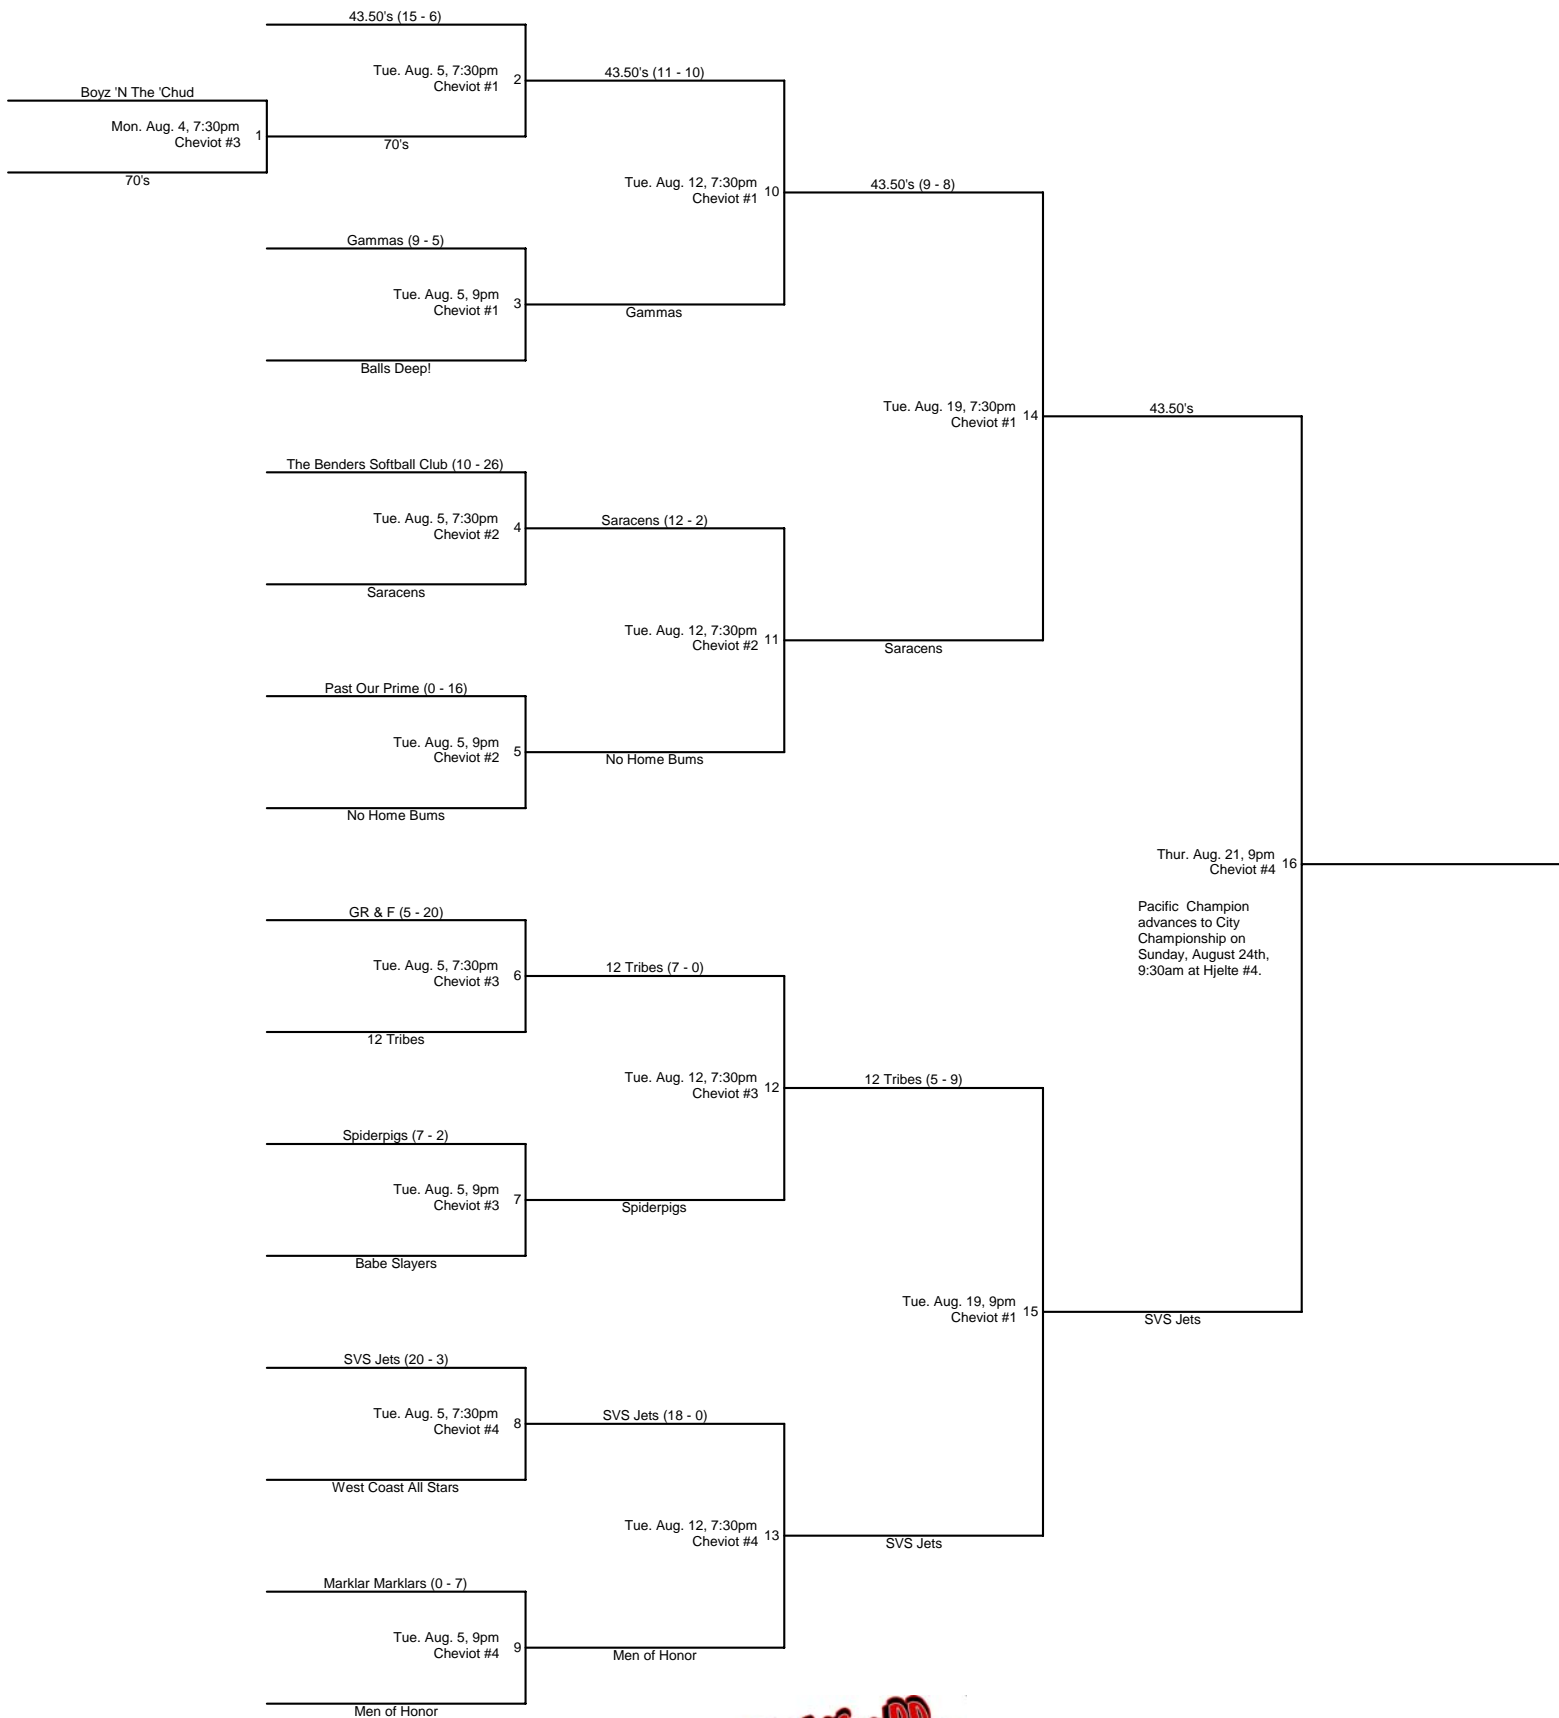 43.50's (15 - 6)
Tue. Aug. 5, 7:30pm
Cheviot #1
2
43.50's (11 - 10)
Boyz 'N The 'Chud
Mon. Aug. 4, 7:30pm
Cheviot #3
1
70's
70's
Tue. Aug. 12, 7:30pm
Cheviot #1
10
43.50's (9 - 8)
Gammas (9 - 5)
Tue. Aug. 5, 9pm
Cheviot #1
3
Gammas
Balls Deep!
Tue. Aug. 19, 7:30pm
Cheviot #1
14
43.50's
The Benders Softball Club (10 - 26)
Tue. Aug. 5, 7:30pm
Cheviot #2
4
Saracens (12 - 2)
Saracens
Tue. Aug. 12, 7:30pm
Cheviot #2
11
Saracens
Past Our Prime (0 - 16)
Tue. Aug. 5, 9pm
Cheviot #2
5
No Home Bums
No Home Bums
Thur. Aug. 21, 9pm
Cheviot #4
16
Pacific Champion
advances to City
Championship on
Sunday, August 24th,
9:30am at Hjelte #4.
GR & F (5 - 20)
Tue. Aug. 5, 7:30pm
Cheviot #3
6
12 Tribes (7 - 0)
12 Tribes
Tue. Aug. 12, 7:30pm
Cheviot #3
12
12 Tribes (5 - 9)
Spiderpigs (7 - 2)
Tue. Aug. 5, 9pm
Cheviot #3
7
Spiderpigs
Babe Slayers
Tue. Aug. 19, 9pm
Cheviot #1
15
SVS Jets
SVS Jets (20 - 3)
Tue. Aug. 5, 7:30pm
Cheviot #4
8
SVS Jets (18 - 0)
West Coast All Stars
Tue. Aug. 12, 7:30pm
Cheviot #4
13
SVS Jets
Marklar Marklars (0 - 7)
Tue. Aug. 5, 9pm
Cheviot #4
9
Men of Honor
Men of Honor